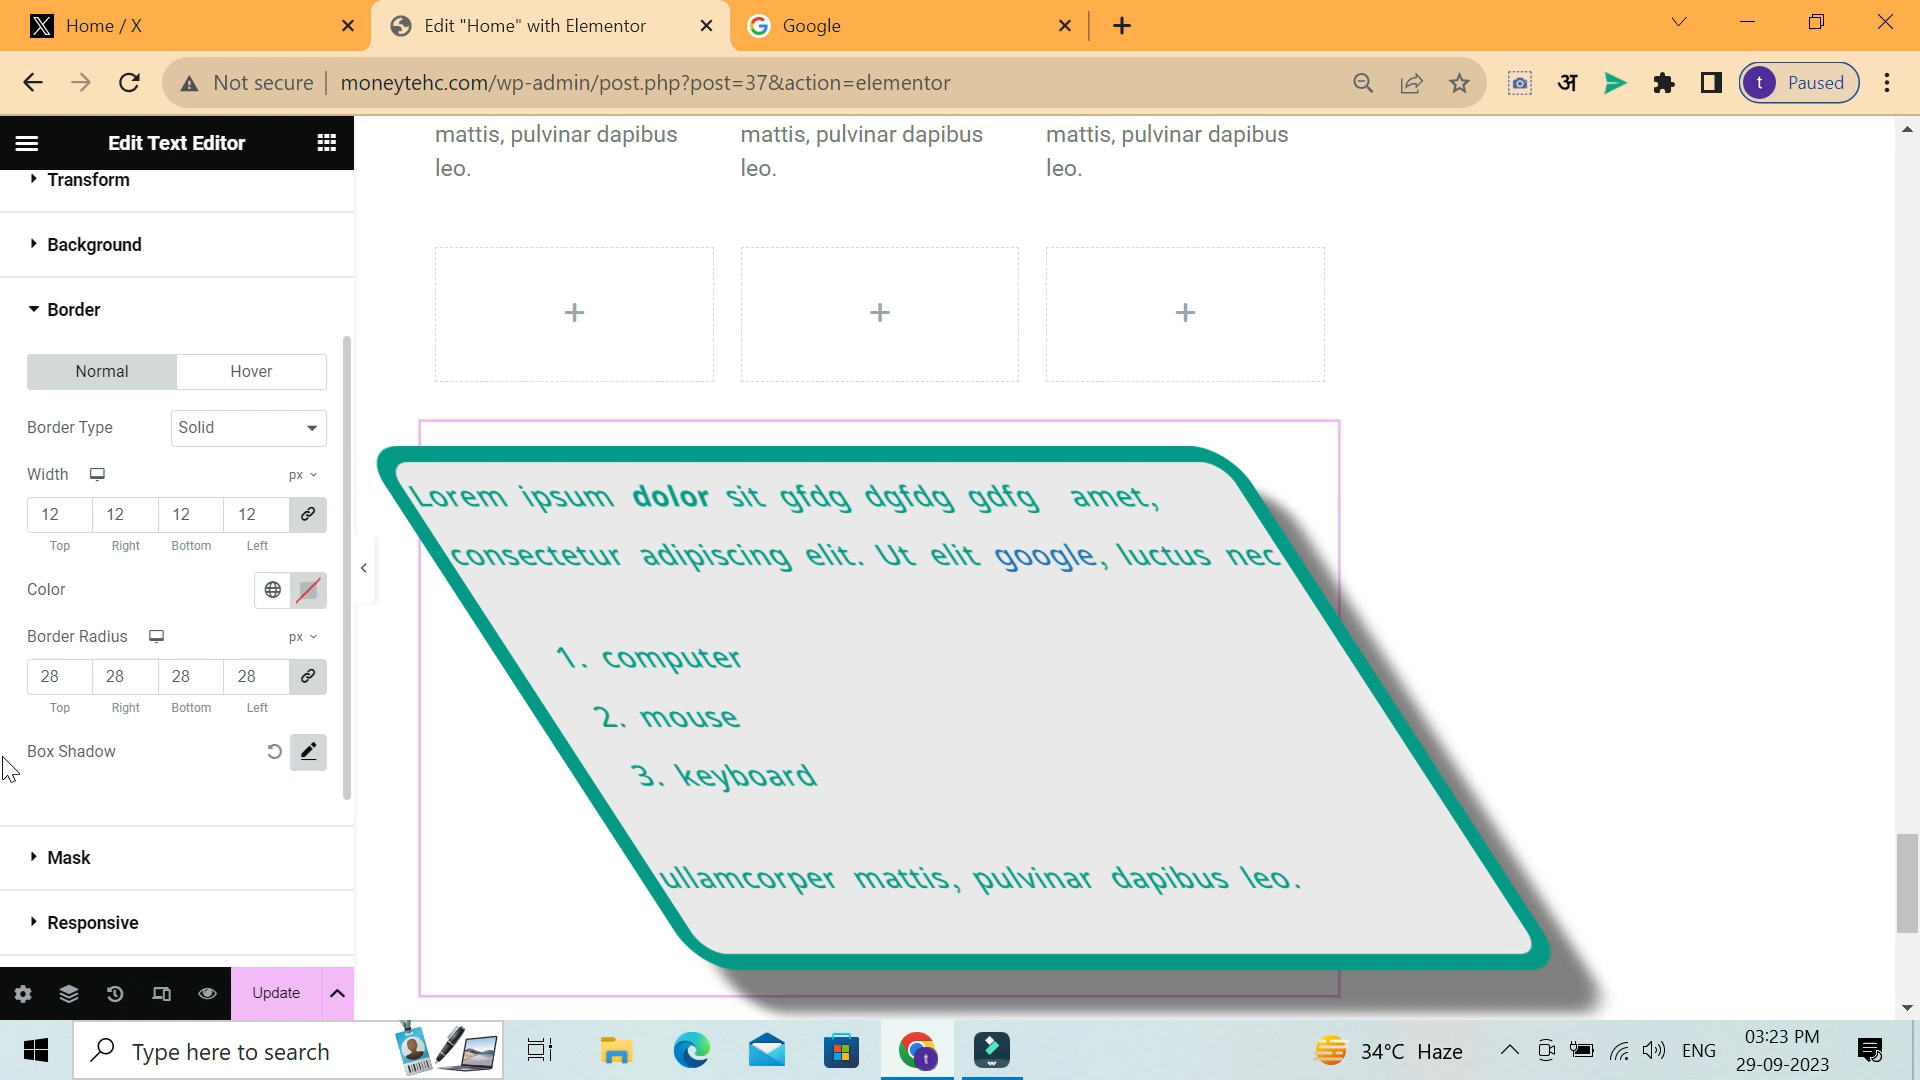 Home / X
Edit "Home" with Elementor
Google
Not secure
moneytehc.com/wp-admin/post.php?post=37&action=elementor
अ
t
Paused
Edit Text Editor
Transform
Background
Border
Normal
Hover
Border Type
Solid
Width
px
12
12
12
12
Top
Right
Bottom
Left
Color
Border Radius
px
28
28
28
28
Top
Right
Bottom
Left
Box Shadow
Mask
Responsive
Update
mattis, pulvinar dapibus
leo.
mattis, pulvinar dapibus
leo.
mattis, pulvinar dapibus
leo.
Lorem ipsum dolor sit gfdg dgfdg gdfg amet,
consectetur adipiscing elit. Ut elit google, luctus nec
1. computer
2. mouse
3. keyboard
ullamcorper mattis, pulvinar dapibus leo.
Type here to search
34°C Haze
ENG
03:23 PM
29-09-2023